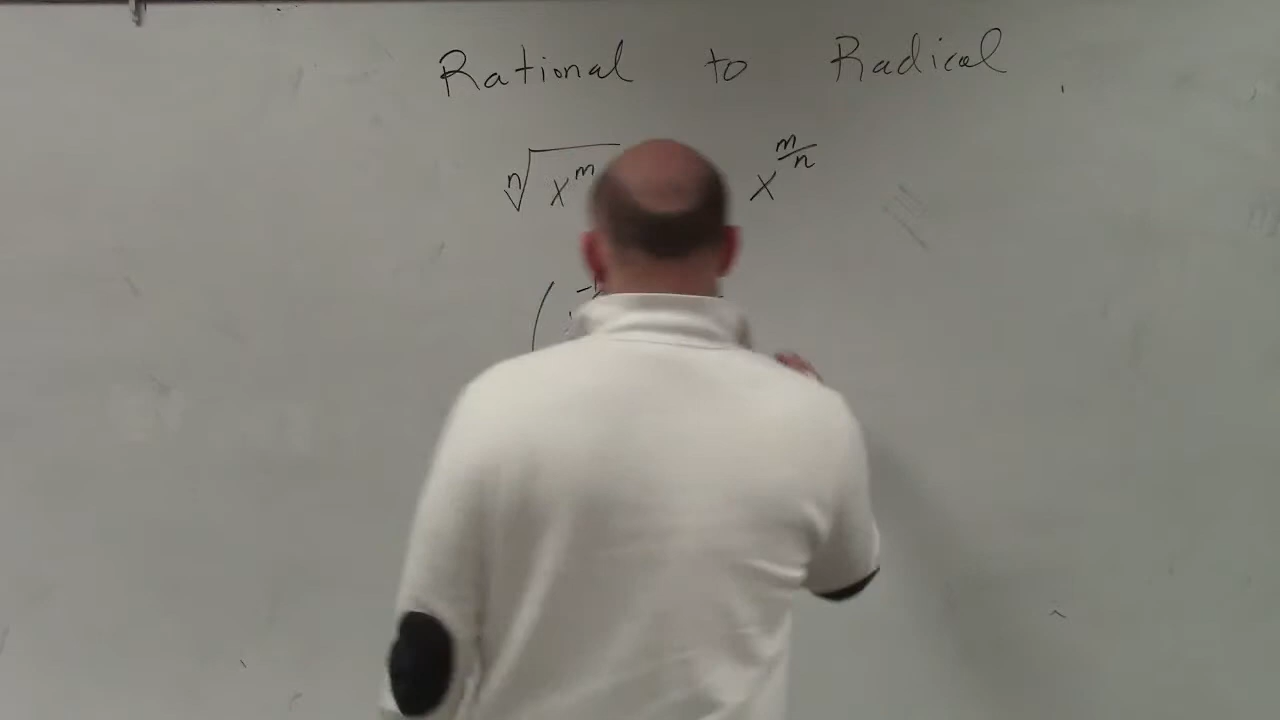 Rational to Radical
ⁿ√xᵐ x^(m/n)
( -